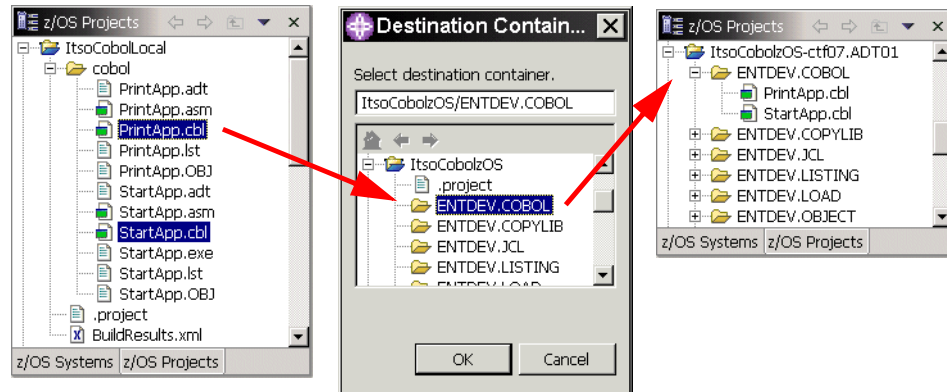 z/OS Projects
ItsoCobolLocal
cobol
PrintApp.adt
PrintApp.asm
PrintApp.cbl
PrintApp.lst
PrintApp.OBJ
StartApp.adt
StartApp.asm
StartApp.cbl
StartApp.exe
StartApp.lst
StartApp.OBJ
.project
BuildResults.xml
z/OS Systems z/OS Projects
Destination Contain...
Select destination container.
ItsoCobolzOS/ENTDEV.COBOL
ItsoCobolzOS
.project
ENTDEV.COBOL
ENTDEV.COPYLIB
ENTDEV.JCL
ENTDEV.LISTING
ENTDEV.LOAD
OK Cancel
z/OS Projects
ItsoCobolzOS-ctf07.ADT01
ENTDEV.COBOL
PrintApp.cbl
StartApp.cbl
ENTDEV.COPYLIB
ENTDEV.JCL
ENTDEV.LISTING
ENTDEV.LOAD
ENTDEV.OBJECT
z/OS Systems z/OS Projects